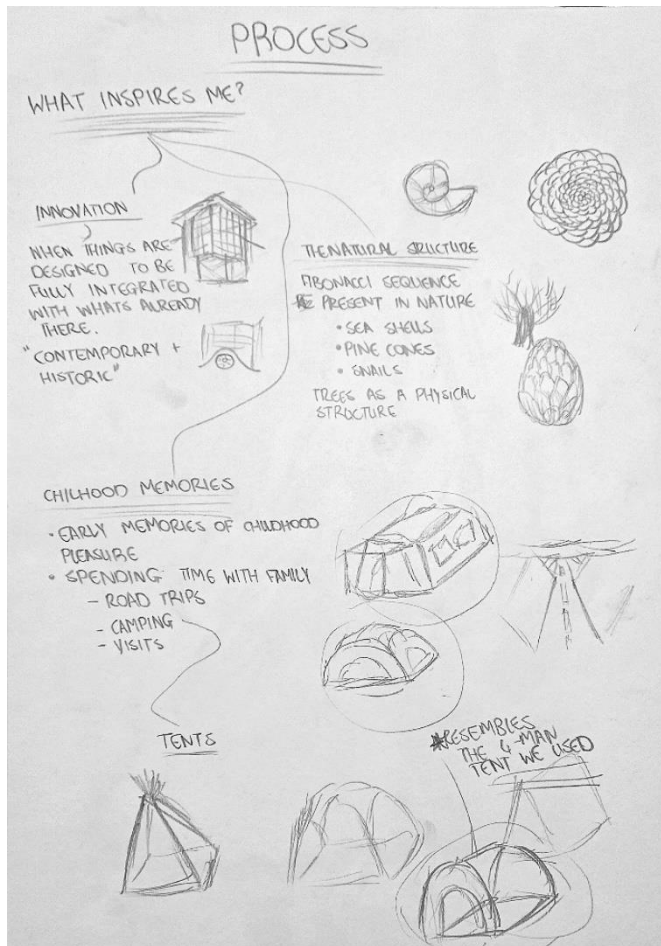 PROCESS
WHAT INSPIRES ME?
INNOVATION
WHEN THINGS ARE
DESIGNED TO BE
FULLY INTEGRATED
WITH WHATS ALREADY
THERE.
"CONTEMPORARY +
HISTORIC"
THE NATURAL STRUCTURE
FIBONACCI SEQUENCE
PRESENT IN NATURE
• SEA SHELLS
• PINE CONES
• SNAILS
TREES AS A PHYSICAL
STRUCTURE
CHILHOOD MEMORIES
• EARLY MEMORIES OF CHILDHOOD
PLEASURE
• SPENDING TIME WITH FAMILY
- ROAD TRIPS
- CAMPING
- VISITS
TENTS
RESEMBLES
THE 4-MAN
TENT WE USED